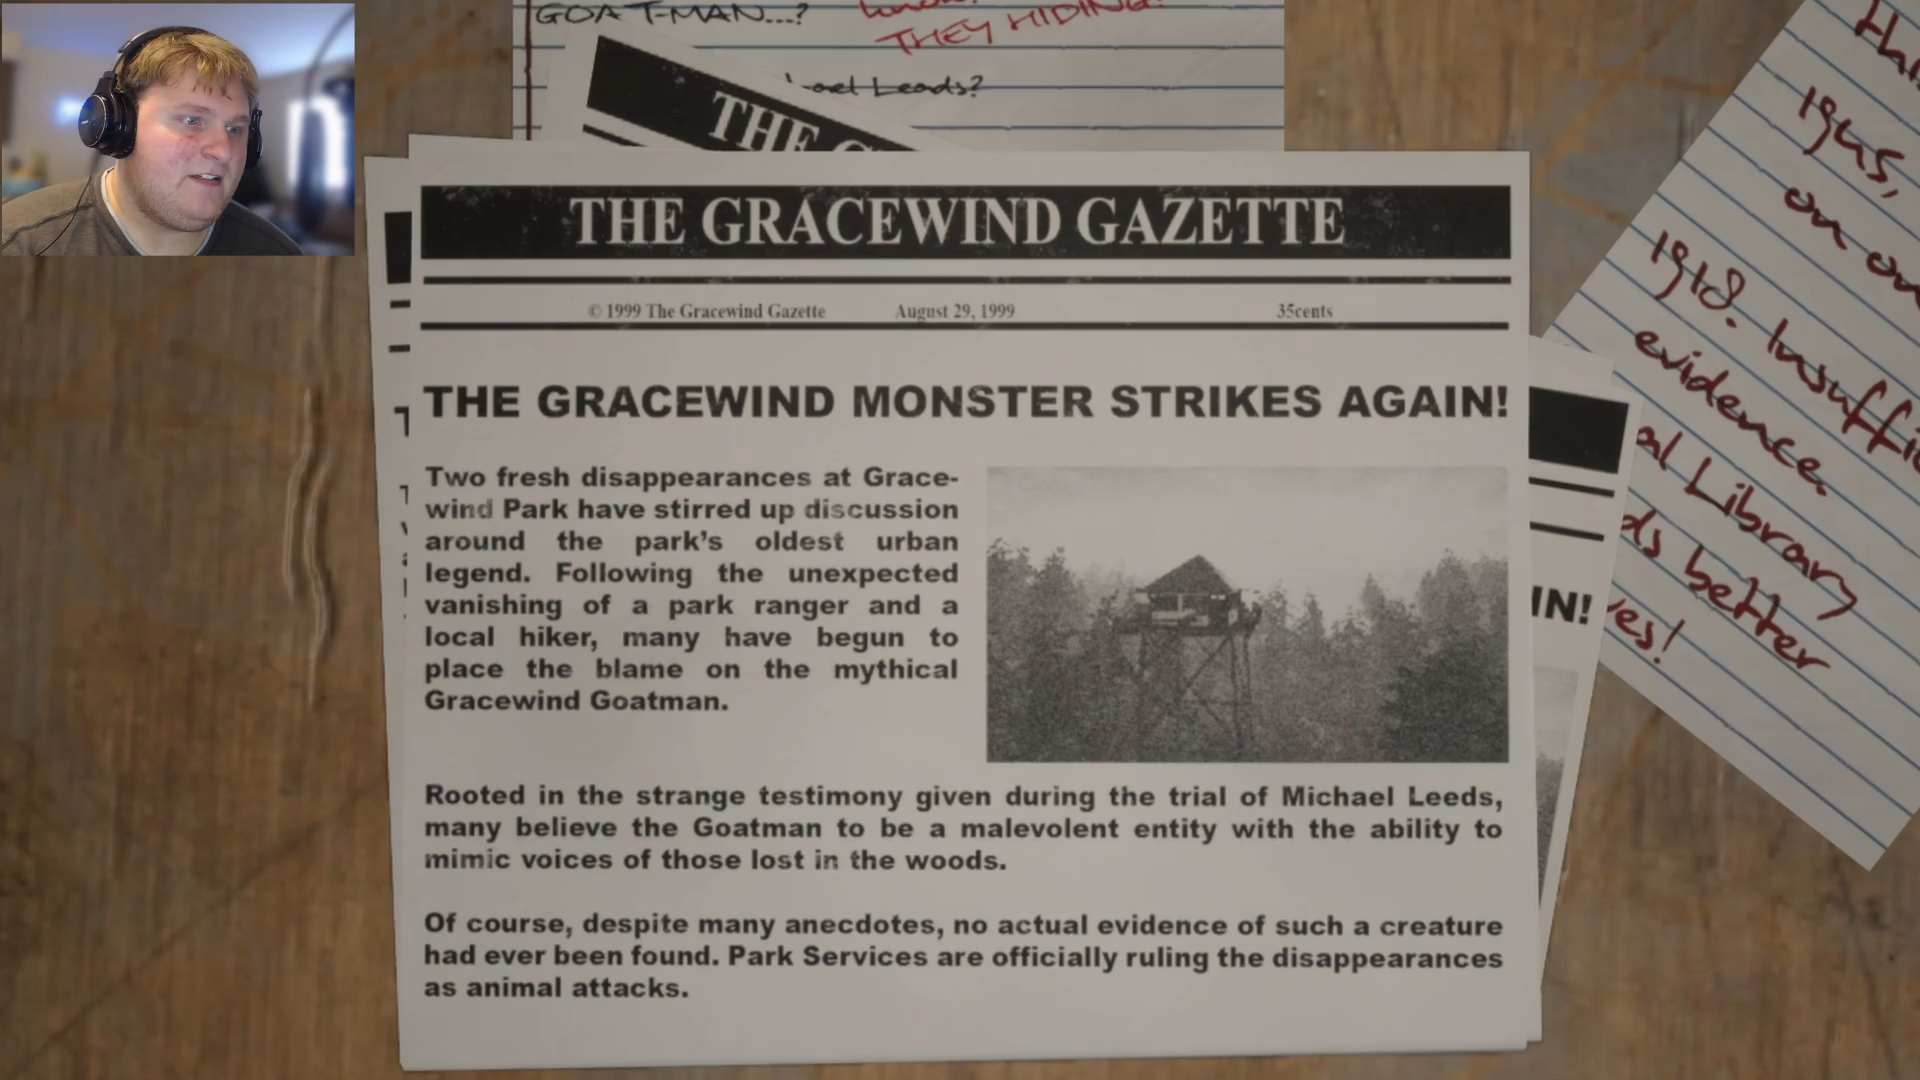 GOAT-MAN...?
THEY HIDING?
Leeds?
THE
THE GRACEWIND GAZETTE
© 1999 The Gracewind Gazette August 29, 1999 35cents
THE GRACEWIND MONSTER STRIKES AGAIN!
Two fresh disappearances at Grace-
wind Park have stirred up discussion
around the park's oldest urban
legend. Following the unexpected
vanishing of a park ranger and a
local hiker, many have begun to
place the blame on the mythical
Gracewind Goatman.
Rooted in the strange testimony given during the trial of Michael Leeds,
many believe the Goatman to be a malevolent entity with the ability to
mimic voices of those lost in the woods.
Of course, despite many anecdotes, no actual evidence of such a creature
had ever been found. Park Services are officially ruling the disappearances
as animal attacks.
IN!
on
evidence.
Library
better